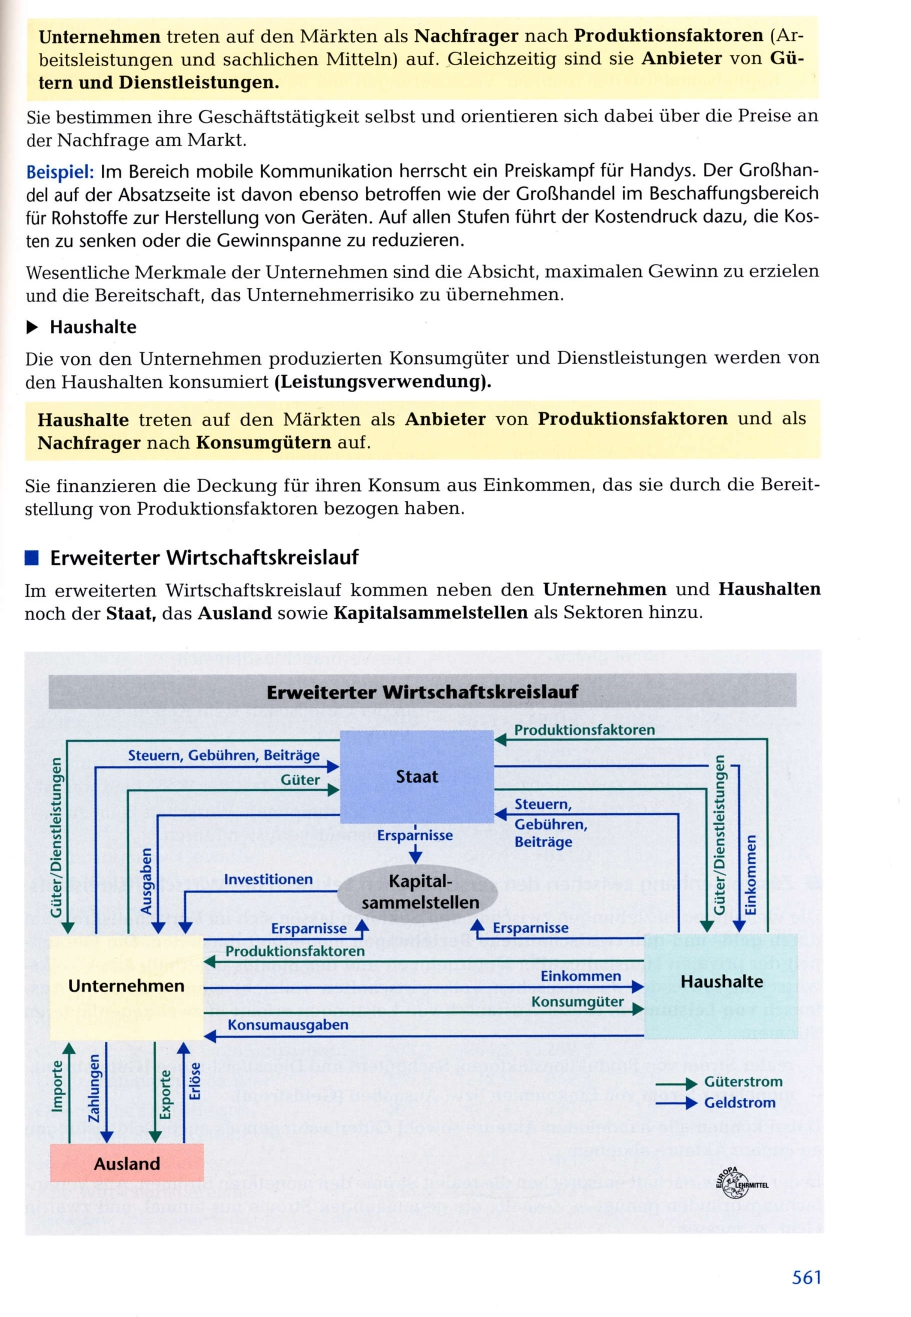 Unternehmen treten auf den Märkten als Nachfrager nach Produktionsfaktoren (Ar-
beitsleistungen und sachlichen Mitteln) auf. Gleichzeitig sind sie Anbieter von Gü-
tern und Dienstleistungen.
Sie bestimmen ihre Geschäftstätigkeit selbst und orientieren sich dabei über die Preise an
der Nachfrage am Markt.
Beispiel: Im Bereich mobile Kommunikation herrscht ein Preiskampf für Handys. Der Großhan-
del auf der Absatzseite ist davon ebenso betroffen wie der Großhandel im Beschaffungsbereich
für Rohstoffe zur Herstellung von Geräten. Auf allen Stufen führt der Kostendruck dazu, die Kos-
ten zu senken oder die Gewinnspanne zu reduzieren.
Wesentliche Merkmale der Unternehmen sind die Absicht, maximalen Gewinn zu erzielen
und die Bereitschaft, das Unternehmerrisiko zu übernehmen.
▶ Haushalte
Die von den Unternehmen produzierten Konsumgüter und Dienstleistungen werden von
den Haushalten konsumiert (Leistungsverwendung).
Haushalte treten auf den Märkten als Anbieter von Produktionsfaktoren und als
Nachfrager nach Konsumgütern auf.
Sie finanzieren die Deckung für ihren Konsum aus Einkommen, das sie durch die Bereit-
stellung von Produktionsfaktoren bezogen haben.
■ Erweiterter Wirtschaftskreislauf
Im erweiterten Wirtschaftskreislauf kommen neben den Unternehmen und Haushalten
noch der Staat, das Ausland sowie Kapitalsammelstellen als Sektoren hinzu.
Erweiterter Wirtschaftskreislauf
Produktionsfaktoren
Steuern, Gebühren, Beiträge
Güter
Staat
Steuern,
Gebühren,
Beiträge
Güter/Dienstleistungen
Ausgaben
Ersparnisse
Güter/Dienstleistungen
Einkommen
Investitionen
Kapital-
sammelstellen
Ersparnisse
Ersparnisse
Produktionsfaktoren
Einkommen
Unternehmen
Haushalte
Konsumgüter
Konsumausgaben
Importe
Zahlungen
Exporte
Erlöse
Güterstrom
Geldstrom
Ausland
EUROPA
LEHRMITTEL
561